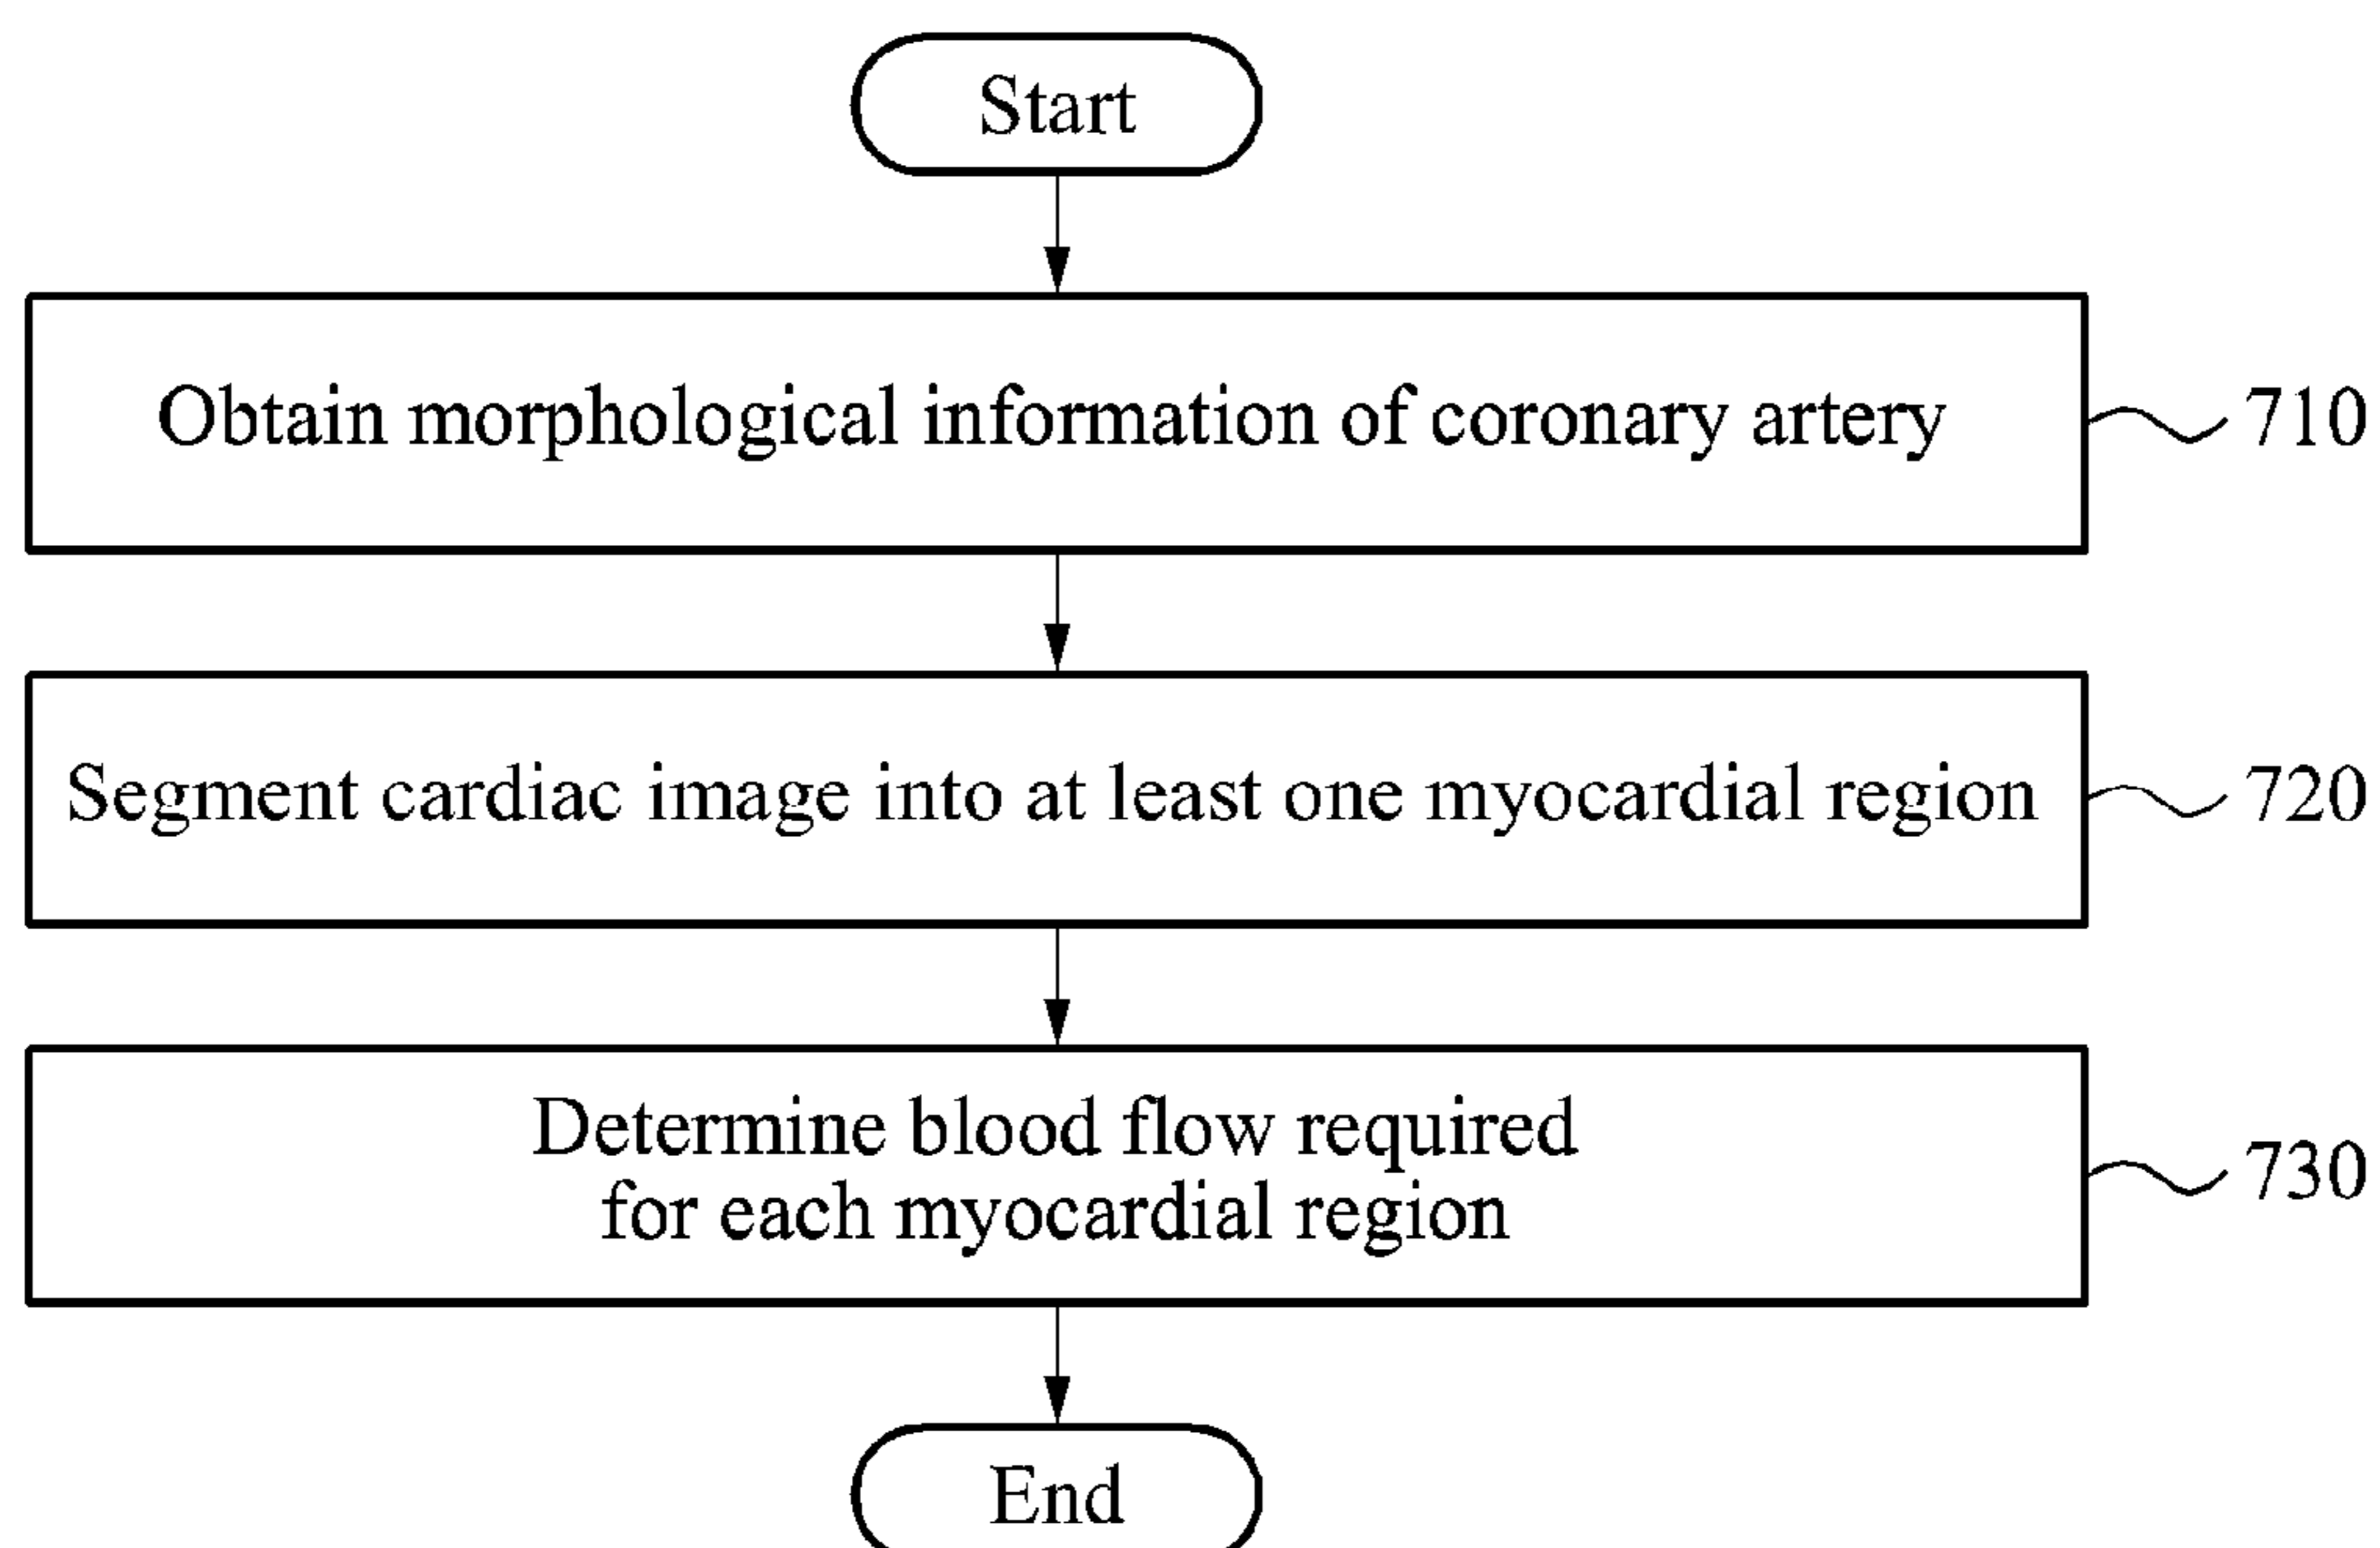 Start
Obtain morphological information of coronary artery
710
Segment cardiac image into at least one myocardial region
720
Determine blood flow required
for each myocardial region
730
End